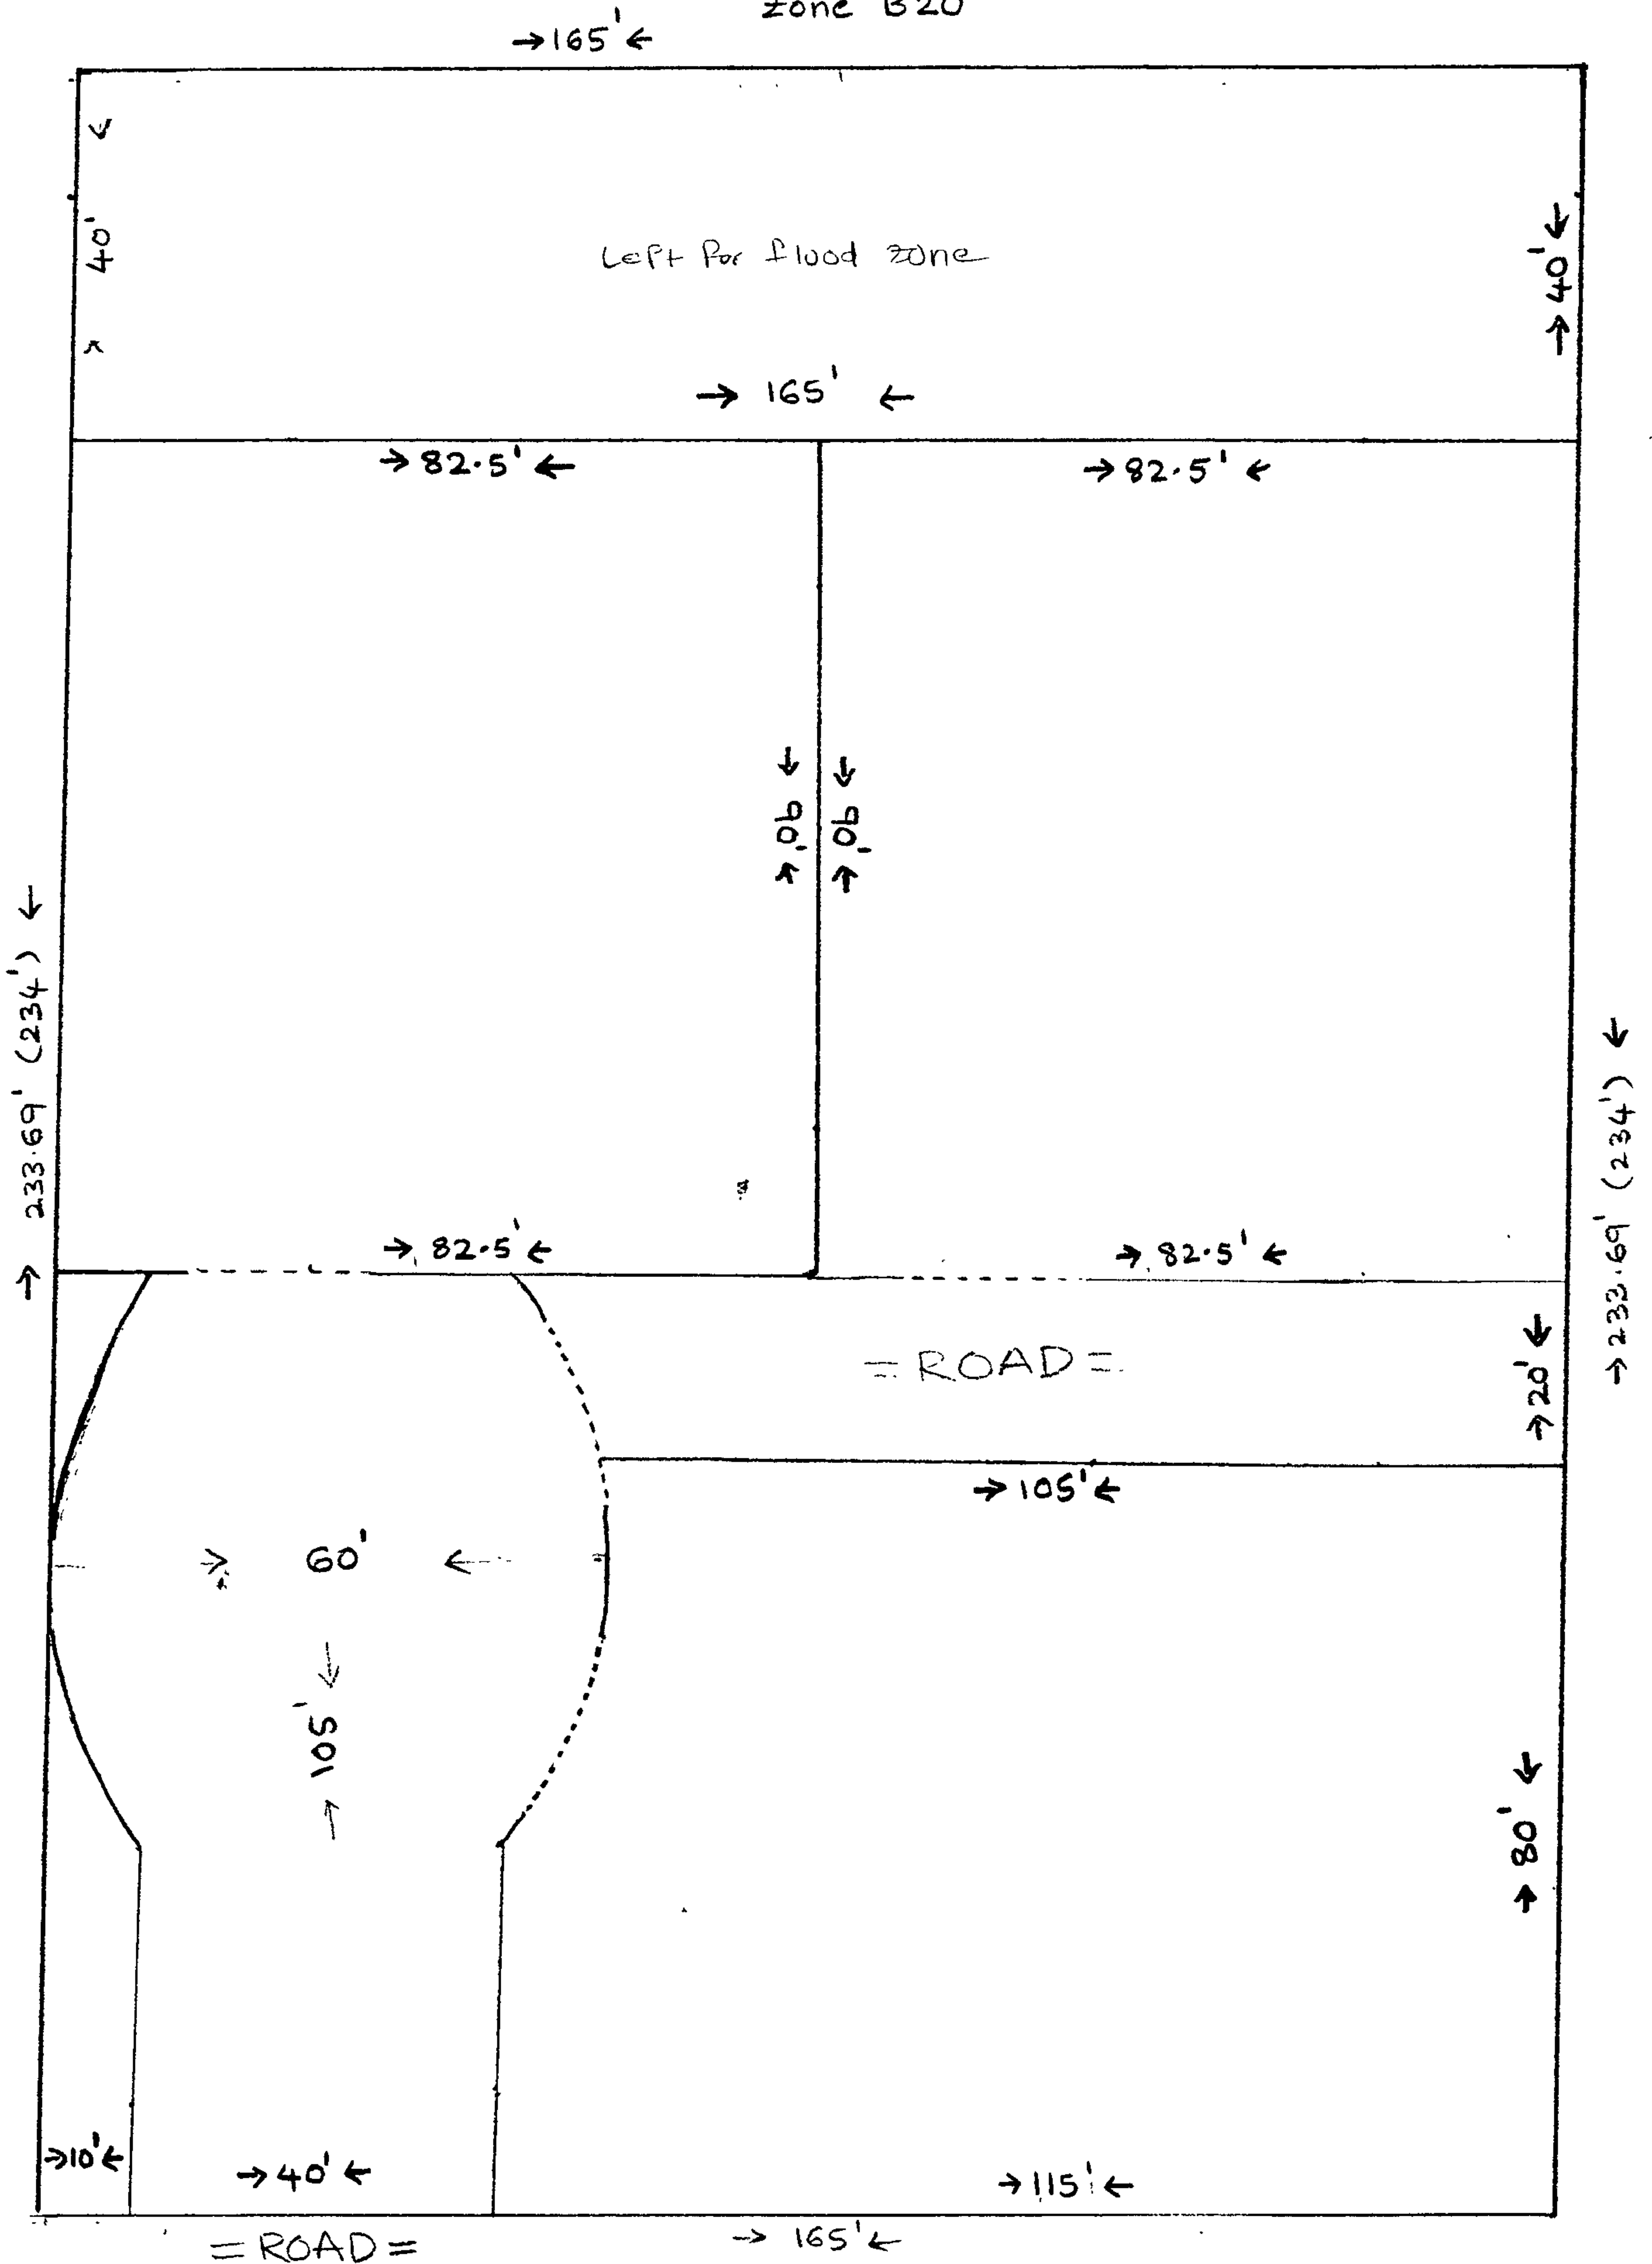 zone B20
→165'←
→ 40' ←
Left for flood zone
→ 40' ←
→ 165' ←
→82.5'←
→82.5'←
→ 90' ←
→ 90' ←
→ 233.69' (234') ←
→ 233.69' (234') ←
→ 82.5' ←
→ 82.5' ←
= ROAD =
→ 20' ←
→ 105' ←
→ 60' ←
→ 105' ←
→ 80' ←
→10'←
→ 40' ←
→ 115' ←
= ROAD =
→ 165' ←